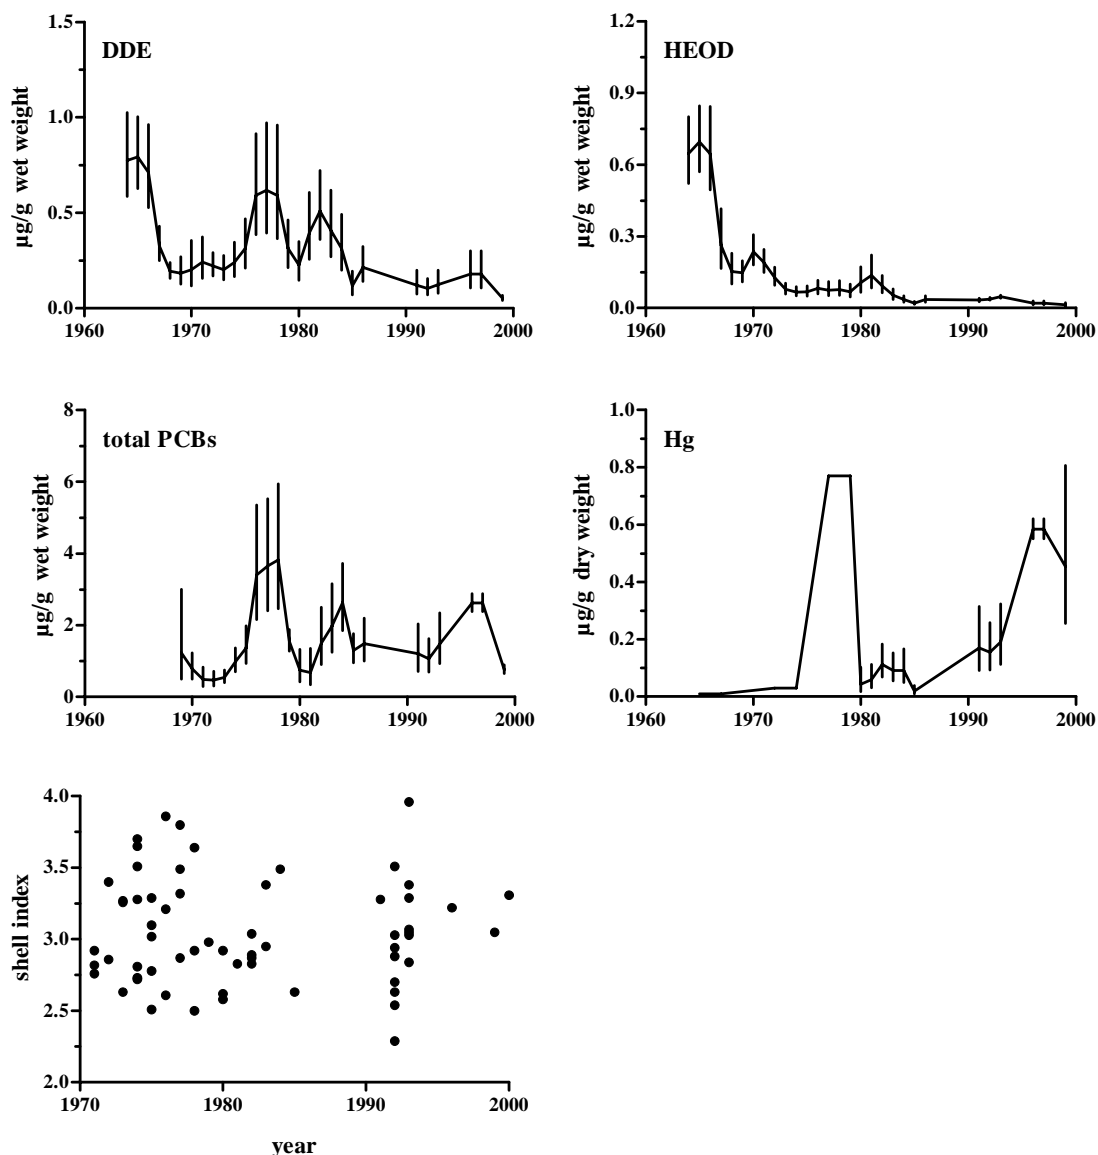 DDE
µg/g wet weight
1.5
1.0
0.5
0.0
1960 1970 1980 1990 2000
HEOD
µg/g wet weight
1.2
0.9
0.6
0.3
0.0
1960 1970 1980 1990 2000
total PCBs
µg/g wet weight
8
6
4
2
0
1960 1970 1980 1990 2000
Hg
µg/g dry weight
1.0
0.8
0.6
0.4
0.2
0.0
1960 1970 1980 1990 2000
shell index
4.0
3.5
3.0
2.5
2.0
1970 1980 1990 2000
year